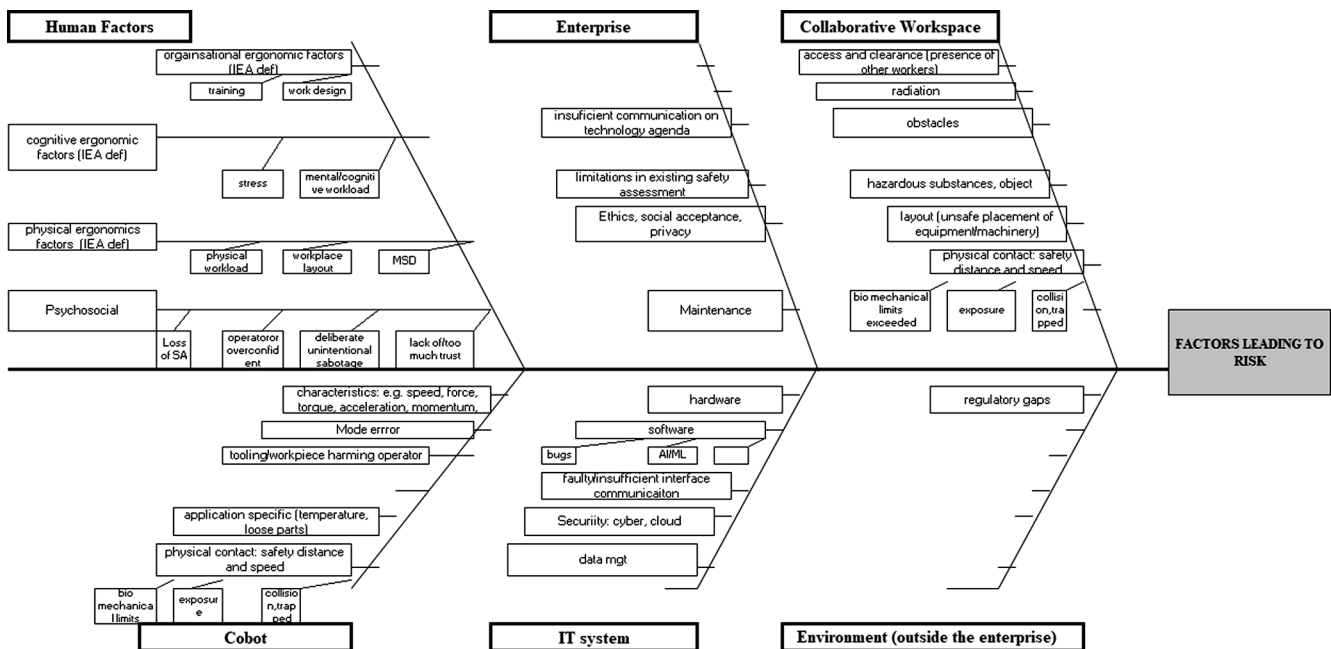 Human Factors
Enterprise
Collaborative Workspace
orgainsational ergonomic factors
(IEA def)
training
work design
cognitive ergonomic
factors (IEA def)
stress
mental/cogniti
ve workload
physical ergonomics
factors (IEA def)
physical
workload
workplace
layout
MSD
Psychosocial
Loss
of SA
operatoror
overconfid
ent
deliberate
unintentional
sabotage
lack of/too
much trust
insuficient communication on
technology agenda
limitations in existing safety
assessment
Ethics, social acceptance,
privacy
Maintenance
access and clearance (presence of
other workers)
radiation
obstacles
hazardous substances, object
layout (unsafe placement of
equipment/machinery)
physical contact: safety
distance and speed
bio mechanical
limits
exceeded
exposure
collisi
on,tra
pped
FACTORS LEADING TO
RISK
characteristics: e.g. speed, force,
torque, acceleration, momentum,
Mode errror
tooling/workpiece harming operator
application specific (temperature,
loose parts)
physical contact: safety distance
and speed
bio
mechanica
l limits
exposur
e
collisio
n,trap
ped
hardware
software
bugs
AI/ML
faulty/insufficient interface
communicaiton
Securiity: cyber, cloud
data mgt
regulatory gaps
Cobot
IT system
Environment (outside the enterprise)